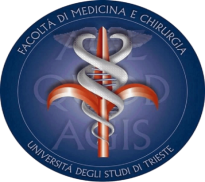 FACOLTÀ DI MEDICINA E CHIRURGIA
UNIVERSITÀ DEGLI STUDI DI TRIESTE